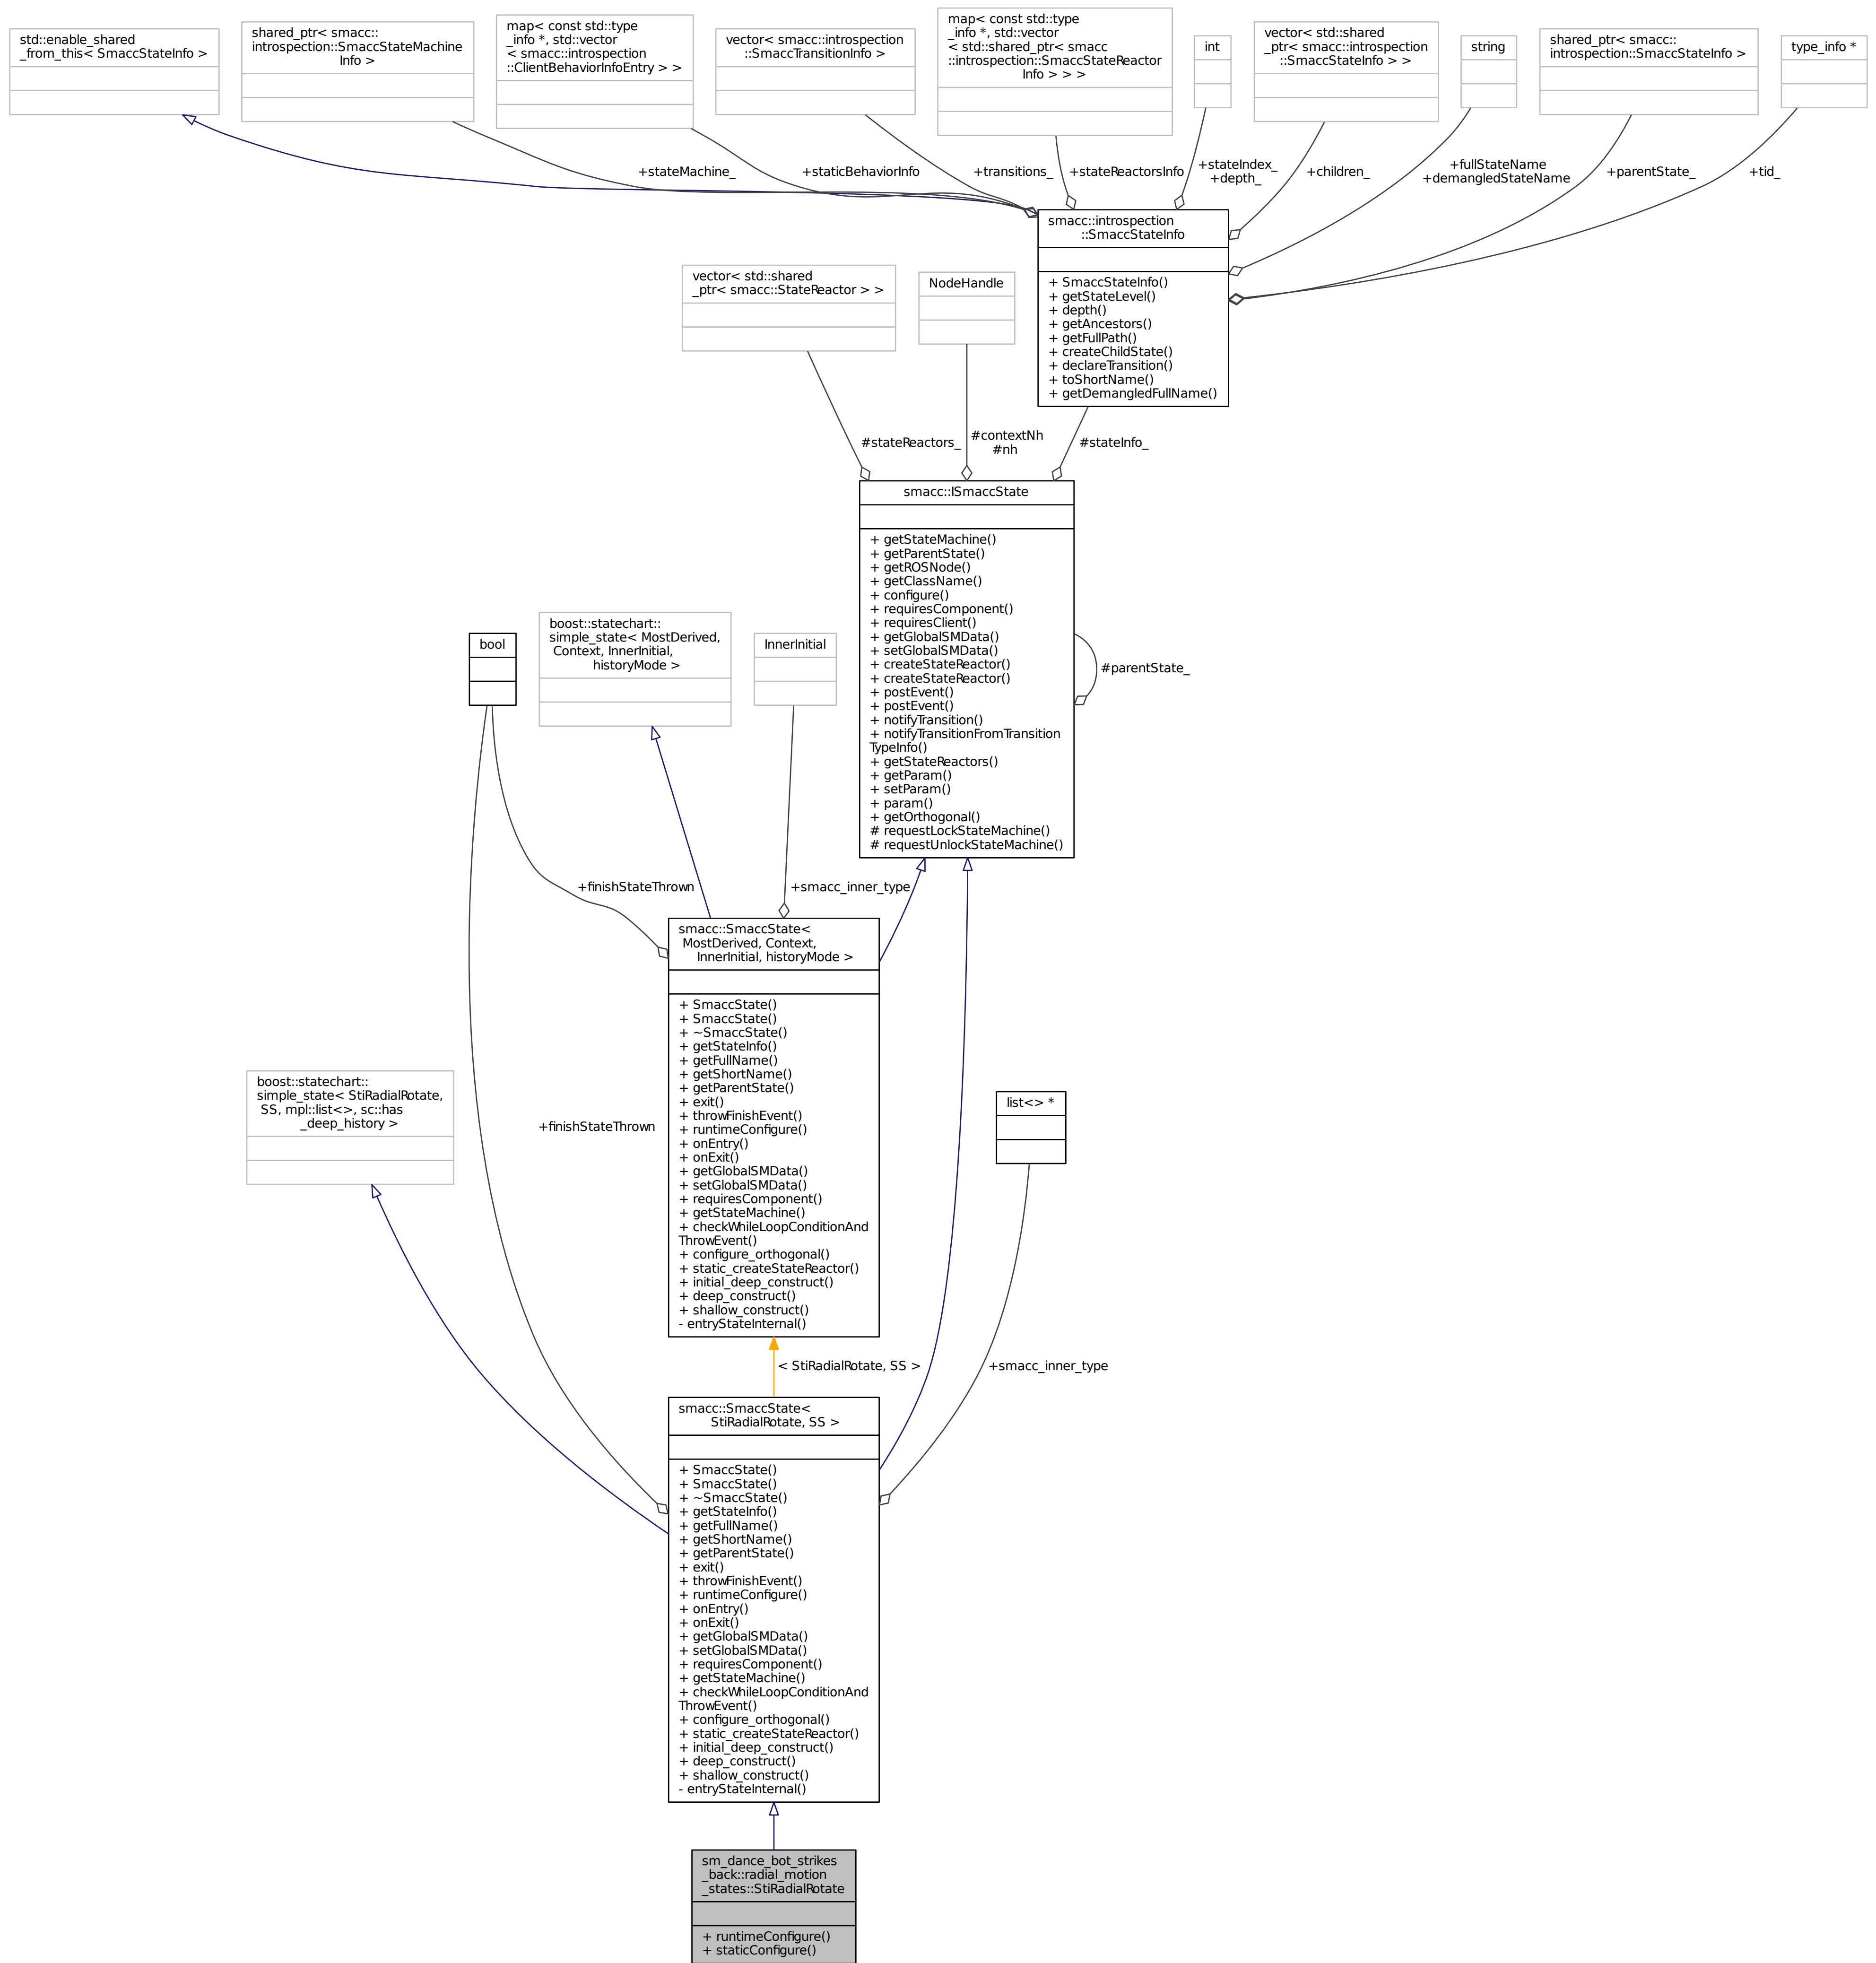 std::enable_shared
_from_this< SmaccStateInfo >
shared_ptr< smacc::
introspection::SmaccStateMachine
Info >
map< const std::type
_info *, std::vector
< smacc::introspection
::ClientBehaviorInfoEntry > >
vector< smacc::introspection
::SmaccTransitionInfo >
map< const std::type
_info *, std::vector
< std::shared_ptr< smacc
::introspection::SmaccStateReactor
Info > > >
int
vector< std::shared
_ptr< smacc::introspection
::SmaccStateInfo > >
string
shared_ptr< smacc::
introspection::SmaccStateInfo >
type_info *
+stateMachine_
+staticBehaviorInfo
+transitions_
+stateReactorsInfo
+stateIndex_
+depth_
+children_
+fullStateName
+demangledStateName
+parentState_
+tid_
smacc::introspection
::SmaccStateInfo
+ SmaccStateInfo()
+ getStateLevel()
+ depth()
+ getAncestors()
+ getFullPath()
+ createChildState()
+ declareTransition()
+ toShortName()
+ getDemangledFullName()
vector< std::shared
_ptr< smacc::StateReactor > >
NodeHandle
#stateReactors_
#contextNh
#nh
#stateInfo_
smacc::ISmaccState
+ getStateMachine()
+ getParentState()
+ getROSNode()
+ getClassName()
+ configure()
+ requiresComponent()
+ requiresClient()
+ getGlobalSMData()
+ setGlobalSMData()
+ createStateReactor()
+ createStateReactor()
+ postEvent()
+ postEvent()
+ notifyTransition()
+ notifyTransitionFromTransition
TypeInfo()
+ getStateReactors()
+ getParam()
+ setParam()
+ param()
+ getOrthogonal()
# requestLockStateMachine()
# requestUnlockStateMachine()
#parentState_
bool
boost::statechart::
simple_state< MostDerived,
Context, InnerInitial,
historyMode >
InnerInitial
+finishStateThrown
+smacc_inner_type
smacc::SmaccState<
MostDerived, Context,
InnerInitial, historyMode >
+ SmaccState()
+ SmaccState()
+ ~SmaccState()
+ getStateInfo()
+ getFullName()
+ getShortName()
+ getParentState()
+ exit()
+ throwFinishEvent()
+ runtimeConfigure()
+ onEntry()
+ onExit()
+ getGlobalSMData()
+ setGlobalSMData()
+ requiresComponent()
+ getStateMachine()
+ checkWhileLoopConditionAnd
ThrowEvent()
+ configure_orthogonal()
+ static_createStateReactor()
+ initial_deep_construct()
+ deep_construct()
+ shallow_construct()
- entryStateInternal()
boost::statechart::
simple_state< StiRadialRotate,
SS, mpl::list<>, sc::has
_deep_history >
+finishStateThrown
list<> *
< StiRadialRotate, SS >
+smacc_inner_type
smacc::SmaccState<
StiRadialRotate, SS >
+ SmaccState()
+ SmaccState()
+ ~SmaccState()
+ getStateInfo()
+ getFullName()
+ getShortName()
+ getParentState()
+ exit()
+ throwFinishEvent()
+ runtimeConfigure()
+ onEntry()
+ onExit()
+ getGlobalSMData()
+ setGlobalSMData()
+ requiresComponent()
+ getStateMachine()
+ checkWhileLoopConditionAnd
ThrowEvent()
+ configure_orthogonal()
+ static_createStateReactor()
+ initial_deep_construct()
+ deep_construct()
+ shallow_construct()
- entryStateInternal()
sm_dance_bot_strikes
_back::radial_motion
_states::StiRadialRotate
+ runtimeConfigure()
+ staticConfigure()